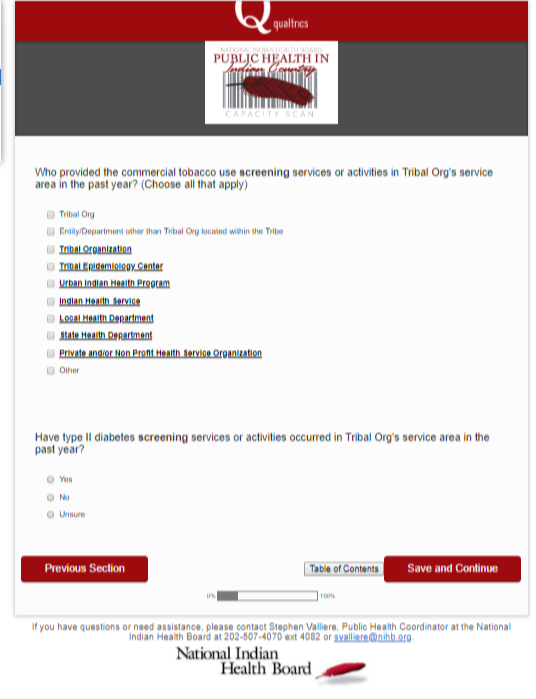 qualtrics
NATIONAL INDIAN HEALTH BOARD
PUBLIC HEALTH IN
Indian Country
CAPACITY SCAN
Who provided the commercial tobacco use screening services or activities in Tribal Org's service
area in the past year? (Choose all that apply)
Tribal Org
Entity/Department other than Tribal Org located within the Tribe
Tribal Organization
Tribal Epidemiology Center
Urban Indian Health Program
Indian Health Service
Local Health Department
State Health Department
Private and/or Non Profit Health Service Organization
Other
Have type II diabetes screening services or activities occurred in Tribal Org's service area in the
past year?
Yes
No
Unsure
Previous Section
Table of Contents
Save and Continue
0% 100%
If you have questions or need assistance, please contact Stephen Valliere, Public Health Coordinator at the National
Indian Health Board at 202-507-4070 ext 4082 or svalliere@nihb.org.
National Indian
Health Board